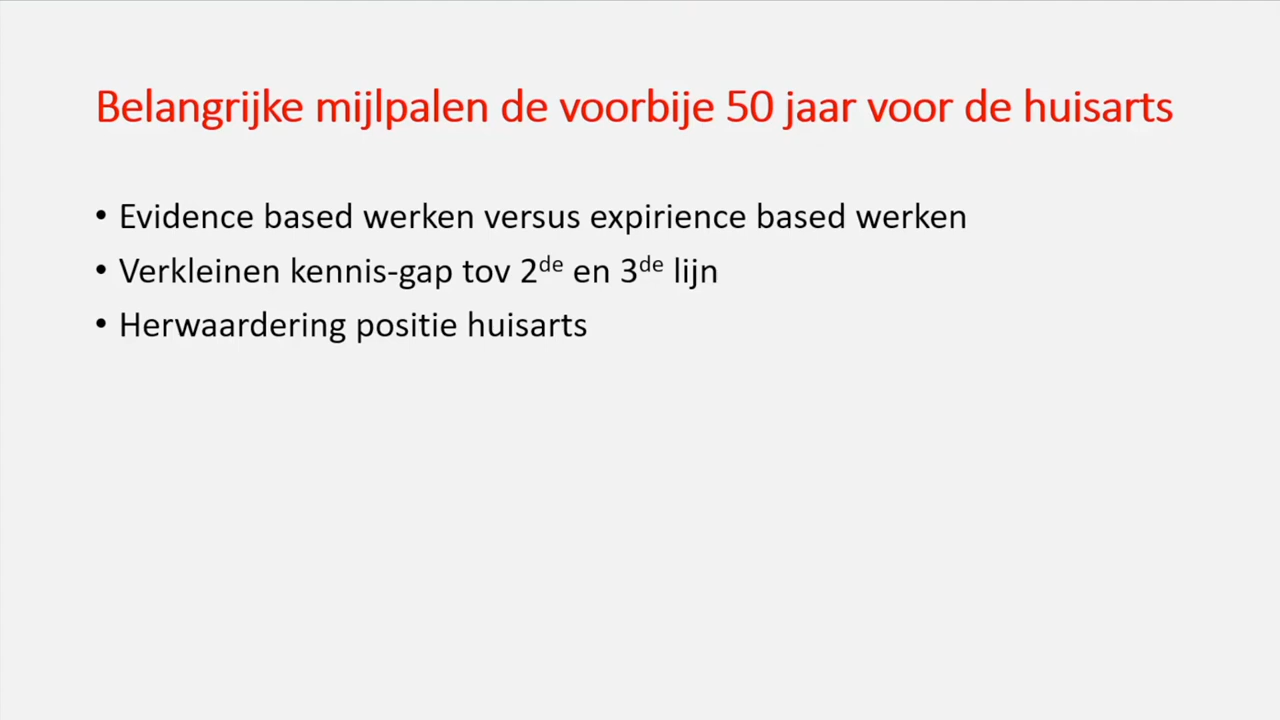 Belangrijke mijlpalen de voorbije 50 jaar voor de huisarts
• Evidence based werken versus expirience based werken
• Verkleinen kennis-gap tov 2de en 3de lijn
• Herwaardering positie huisarts